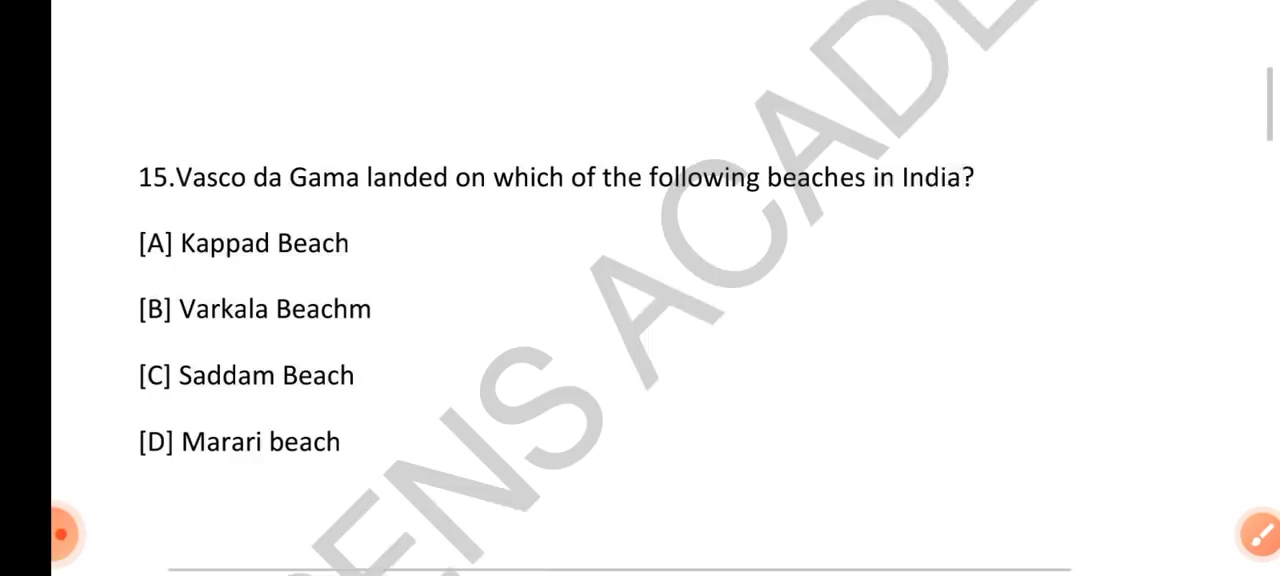 15.Vasco da Gama landed on which of the following beaches in India?
[A] Kappad Beach
[B] Varkala Beachm
[C] Saddam Beach
[D] Marari beach
ENS ACADE